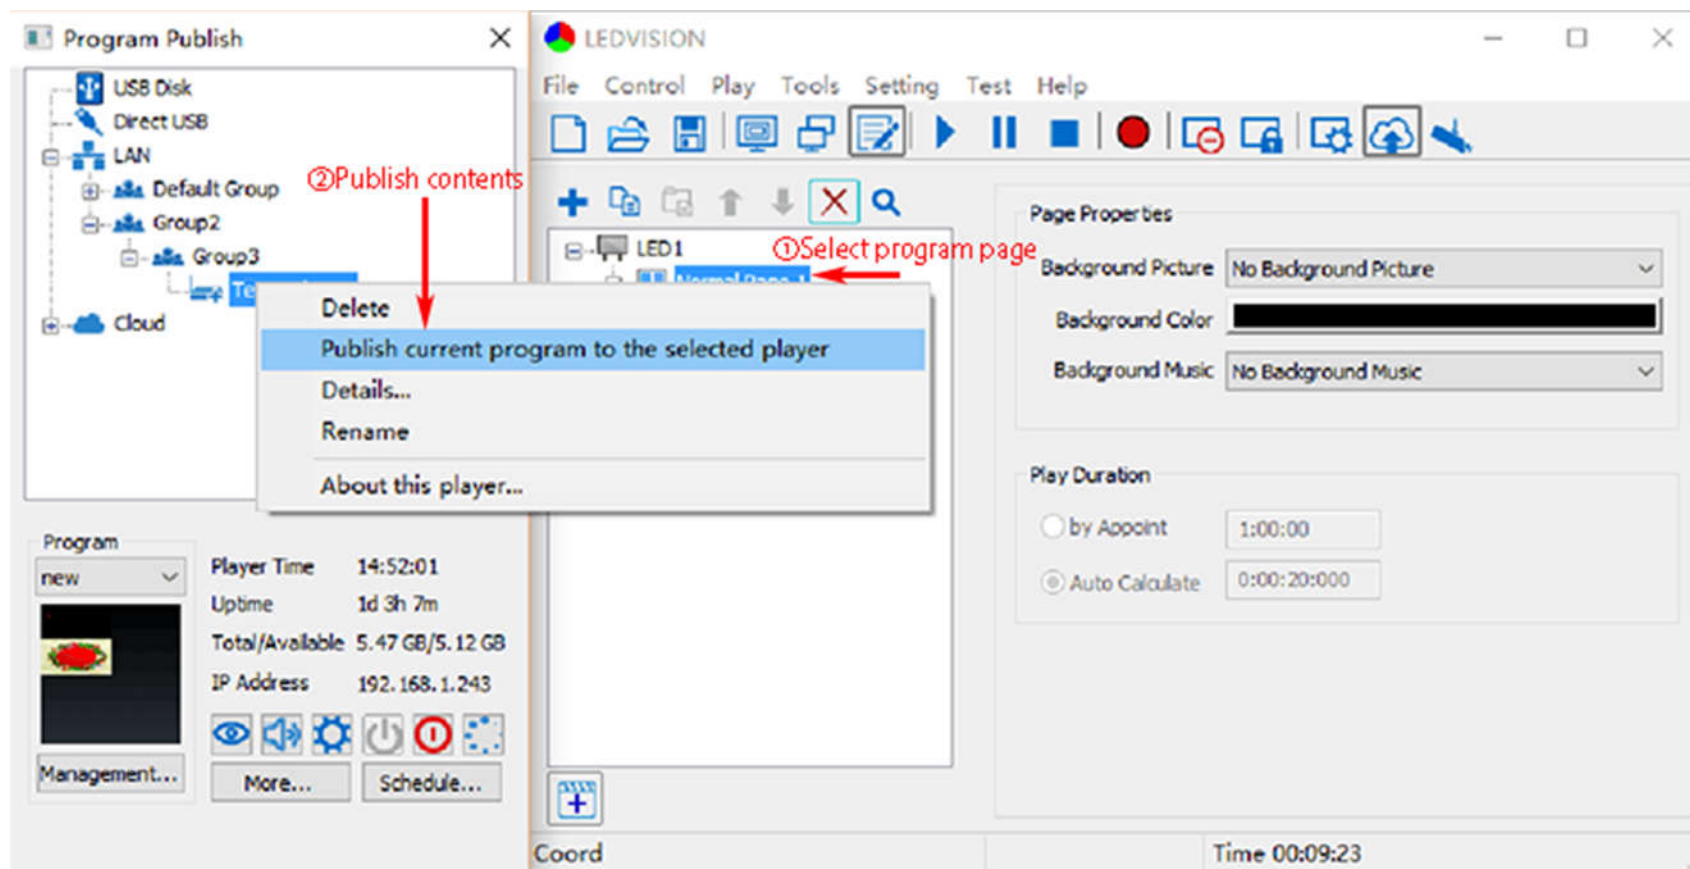 Program Publish
USB Disk
Direct USB
LAN
Default Group
Group2
Group3
Cloud
②Publish contents
Delete
Publish current program to the selected player
Details...
Rename
About this player...
Program
new
Management...
Player Time 14:52:01
Uptime 1d 3h 7m
Total/Available 5.47 GB/5.12 GB
IP Address 192.168.1.243
More... Schedule...
LEDVISION
File Control Play Tools Setting Test Help
LED1
①Select program page
Normal Page-1
Page Properties
Background Picture No Background Picture
Background Color
Background Music No Background Music
Play Duration
by Appoint 1:00:00
Auto Calculate 0:00:20:000
Coord
Time 00:09:23